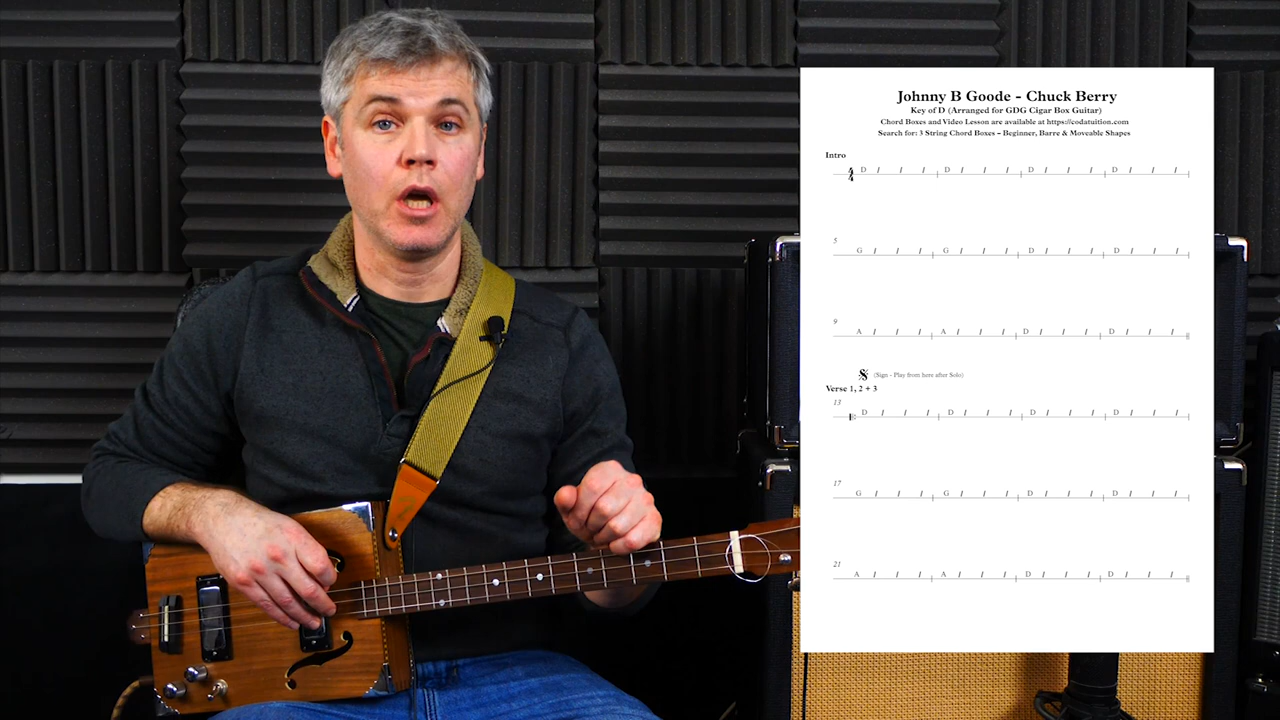 Johnny B Goode - Chuck Berry
Key of D (Arranged for GDG Cigar Box Guitar)
Chord Boxes and Video Lesson are available at https://codatuition.com
Search for: 3 String Chord Boxes – Beginner, Barre & Moveable Shapes
Intro
4/4 D / / / D / / / D / / / D / / /
5
G / / / G / / / D / / / D / / /
9
A / / / A / / / D / / / D / / /
(Sign - Play from here after Solo)
Verse 1, 2 + 3
13
D / / / D / / / D / / / D / / /
17
G / / / G / / / D / / / D / / /
21
A / / / A / / / D / / / D / / /